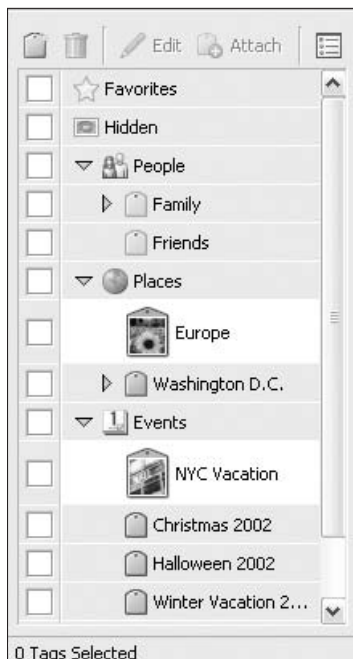 Edit Attach
Favorites
Hidden
People
Family
Friends
Places
Europe
Washington D.C.
Events
NYC Vacation
Christmas 2002
Halloween 2002
Winter Vacation 2...
0 Tags Selected